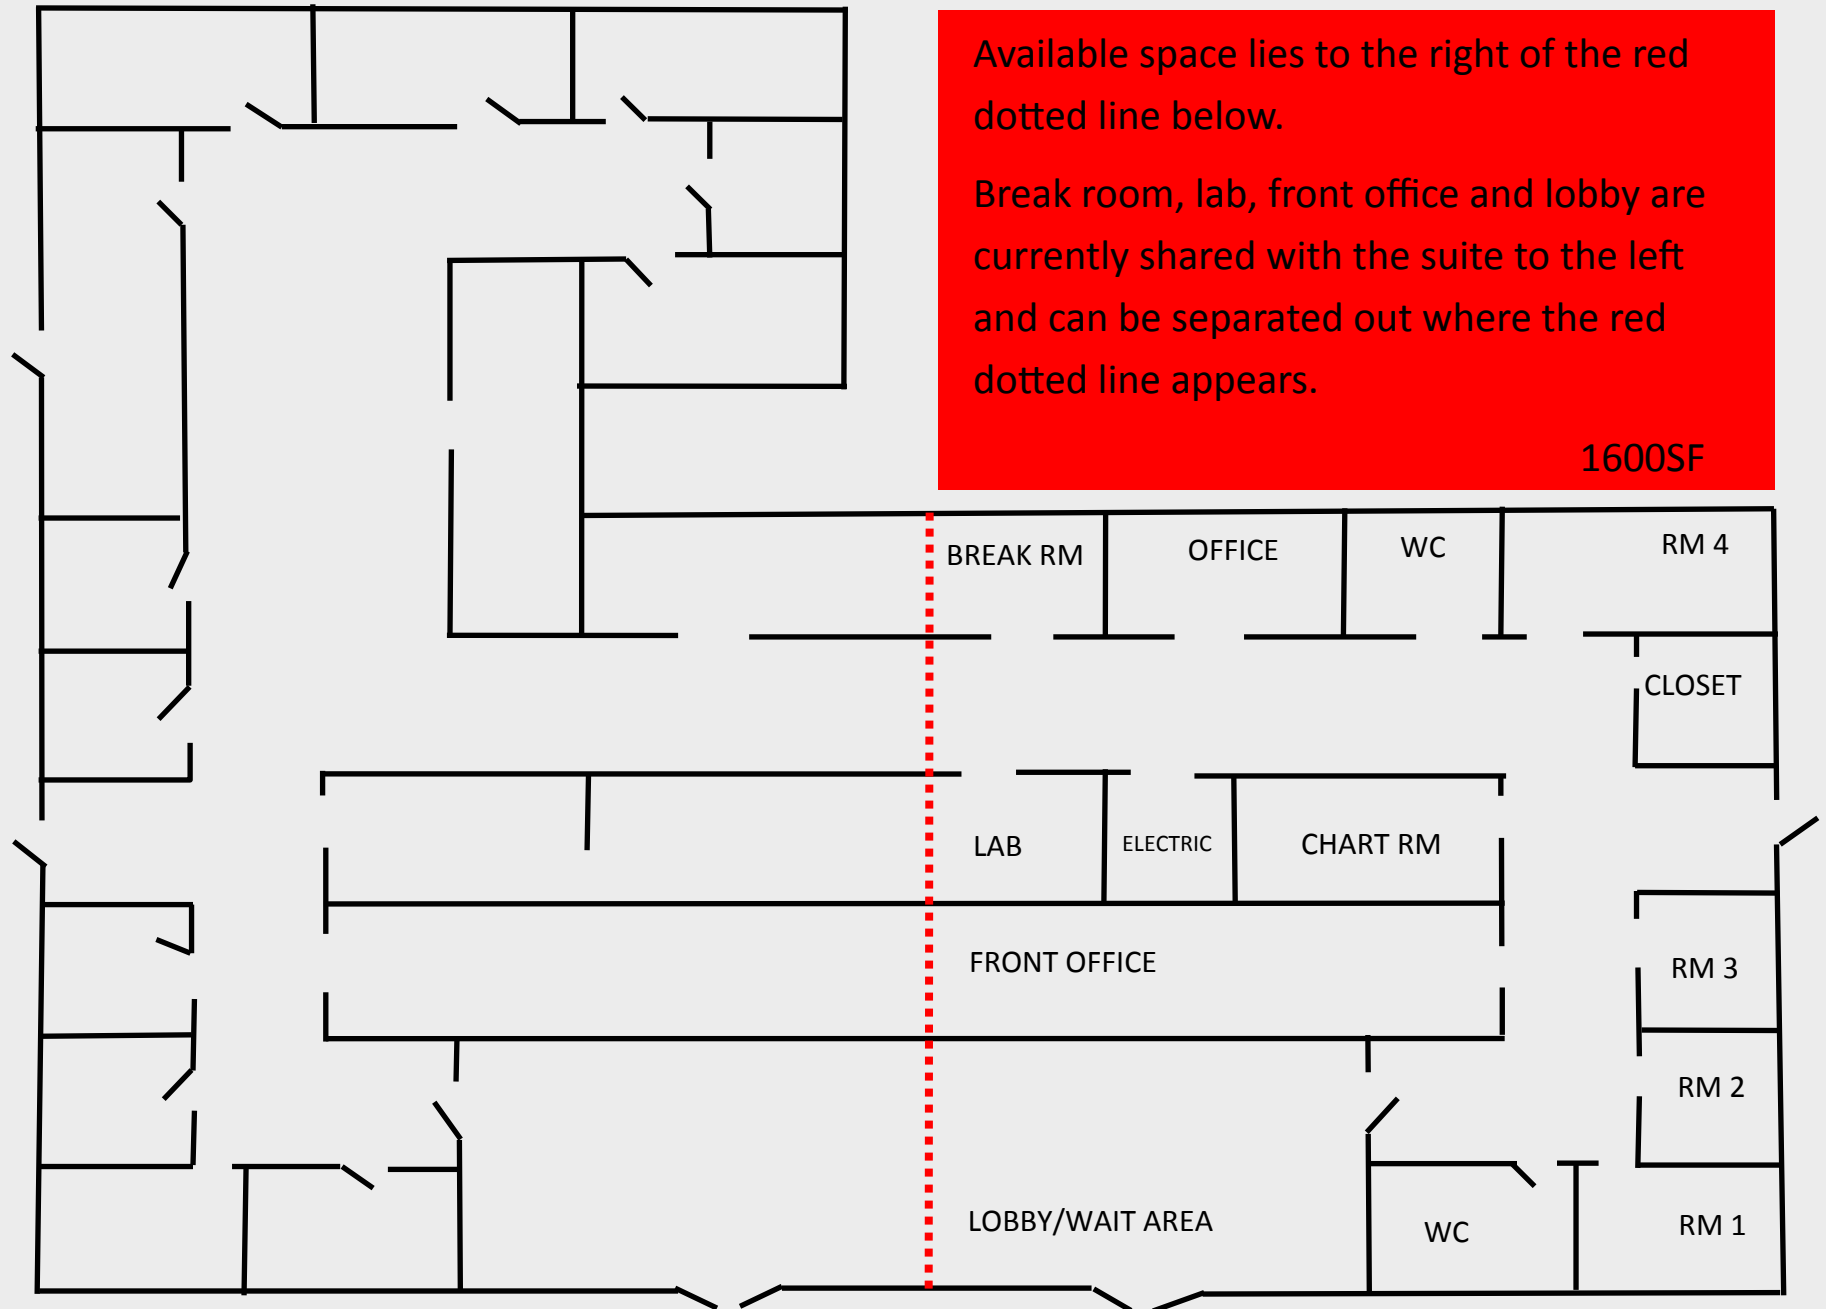 Available space lies to the right of the red
dotted line below.
Break room, lab, front office and lobby are
currently shared with the suite to the left
and can be separated out where the red
dotted line appears.
1600SF
BREAK RM
OFFICE
WC
RM 4
CLOSET
LAB
ELECTRIC
CHART RM
FRONT OFFICE
RM 3
RM 2
LOBBY/WAIT AREA
WC
RM 1